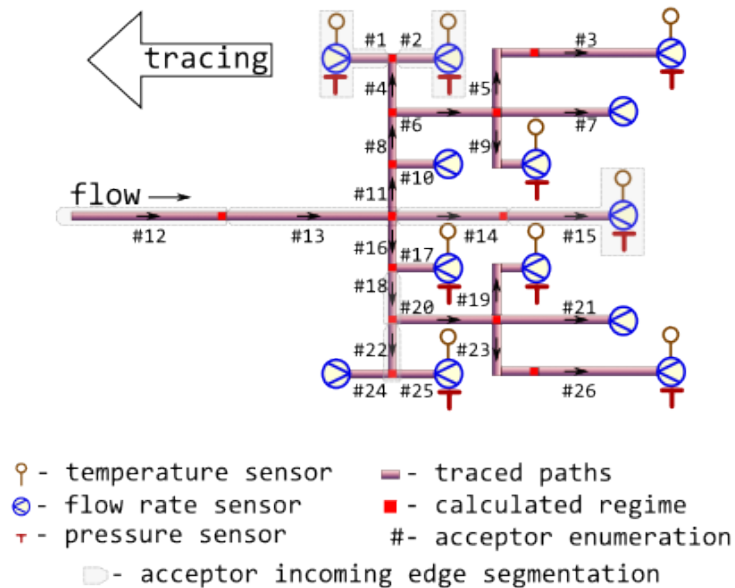 #1 #2 #3
tracing
#4 #5
#6 #7
#8 #9
#10
flow
#11
#12 #13 #14 #15
#16 #17
#18 #20 #19 #21
#22 #23
#24 #25 #26
- temperature sensor - traced paths
- flow rate sensor - calculated regime
- pressure sensor #- acceptor enumeration
- acceptor incoming edge segmentation